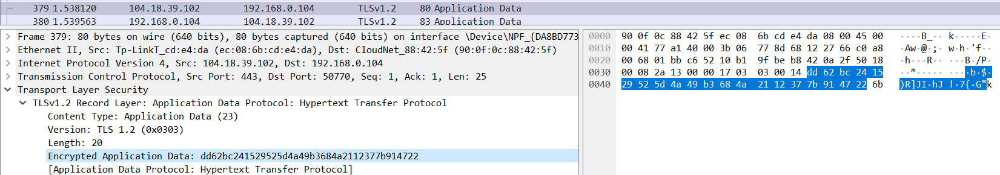 379 1.538120 104.18.39.102 192.168.0.104 TLSv1.2 80 Application Data
380 1.539563 192.168.0.104 104.18.39.102 TLSv1.2 83 Application Data
Frame 379: 80 bytes on wire (640 bits), 80 bytes captured (640 bits) on interface \Device\NPF_{DA8BD773
Ethernet II, Src: Tp-LinkT_cd:e4:da (ec:08:6b:cd:e4:da), Dst: CloudNet_88:42:5f (90:0f:0c:88:42:5f)
Internet Protocol Version 4, Src: 104.18.39.102, Dst: 192.168.0.104
Transmission Control Protocol, Src Port: 443, Dst Port: 50770, Seq: 1, Ack: 1, Len: 25
Transport Layer Security
TLSv1.2 Record Layer: Application Data Protocol: Hypertext Transfer Protocol
Content Type: Application Data (23)
Version: TLS 1.2 (0x0303)
Length: 20
Encrypted Application Data: dd62bc241529525d4a49b3684a2112377b914722
[Application Data Protocol: Hypertext Transfer Protocol]
0000 90 0f 0c 88 42 5f ec 08 6b cd e4 da 08 00 45 00 ····B_·· k·····E·
0010 00 41 77 a1 40 00 3b 06 77 8d 68 12 27 66 c0 a8 ·Aw·@·;· w·h·'f··
0020 00 68 01 bb c6 52 10 b1 9f be b8 42 0a 2f 50 18 ·h···R·· ···B·/P·
0030 00 08 2a 13 00 00 17 03 03 00 14 dd 62 bc 24 15 ··*····· ····b·$·
0040 29 52 5d 4a 49 b3 68 4a 21 12 37 7b 91 47 22 6b )R]JI·hJ !·7{·G"k